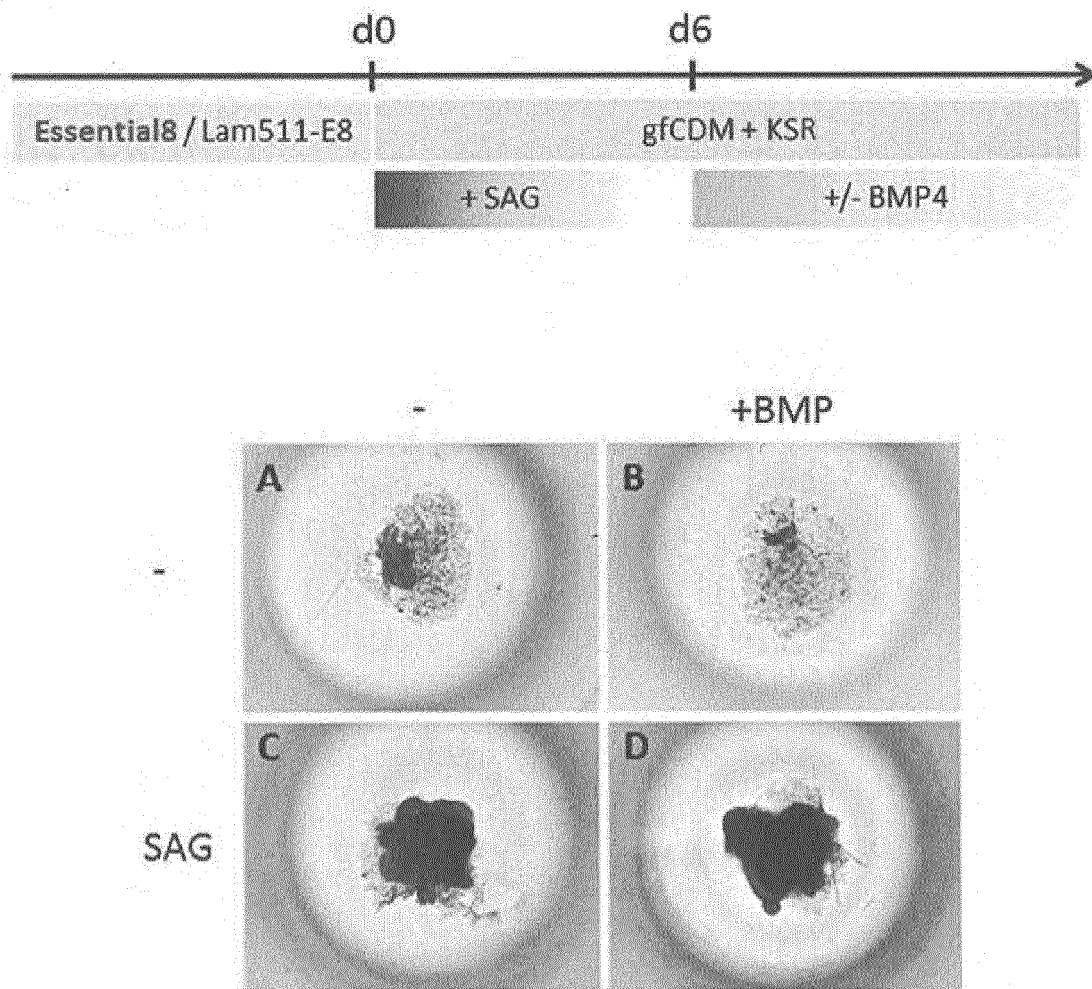 d0 d6
Essential8 / Lam511-E8 gfCDM + KSR
+ SAG +/- BMP4
- +BMP
A B
-
C D
SAG